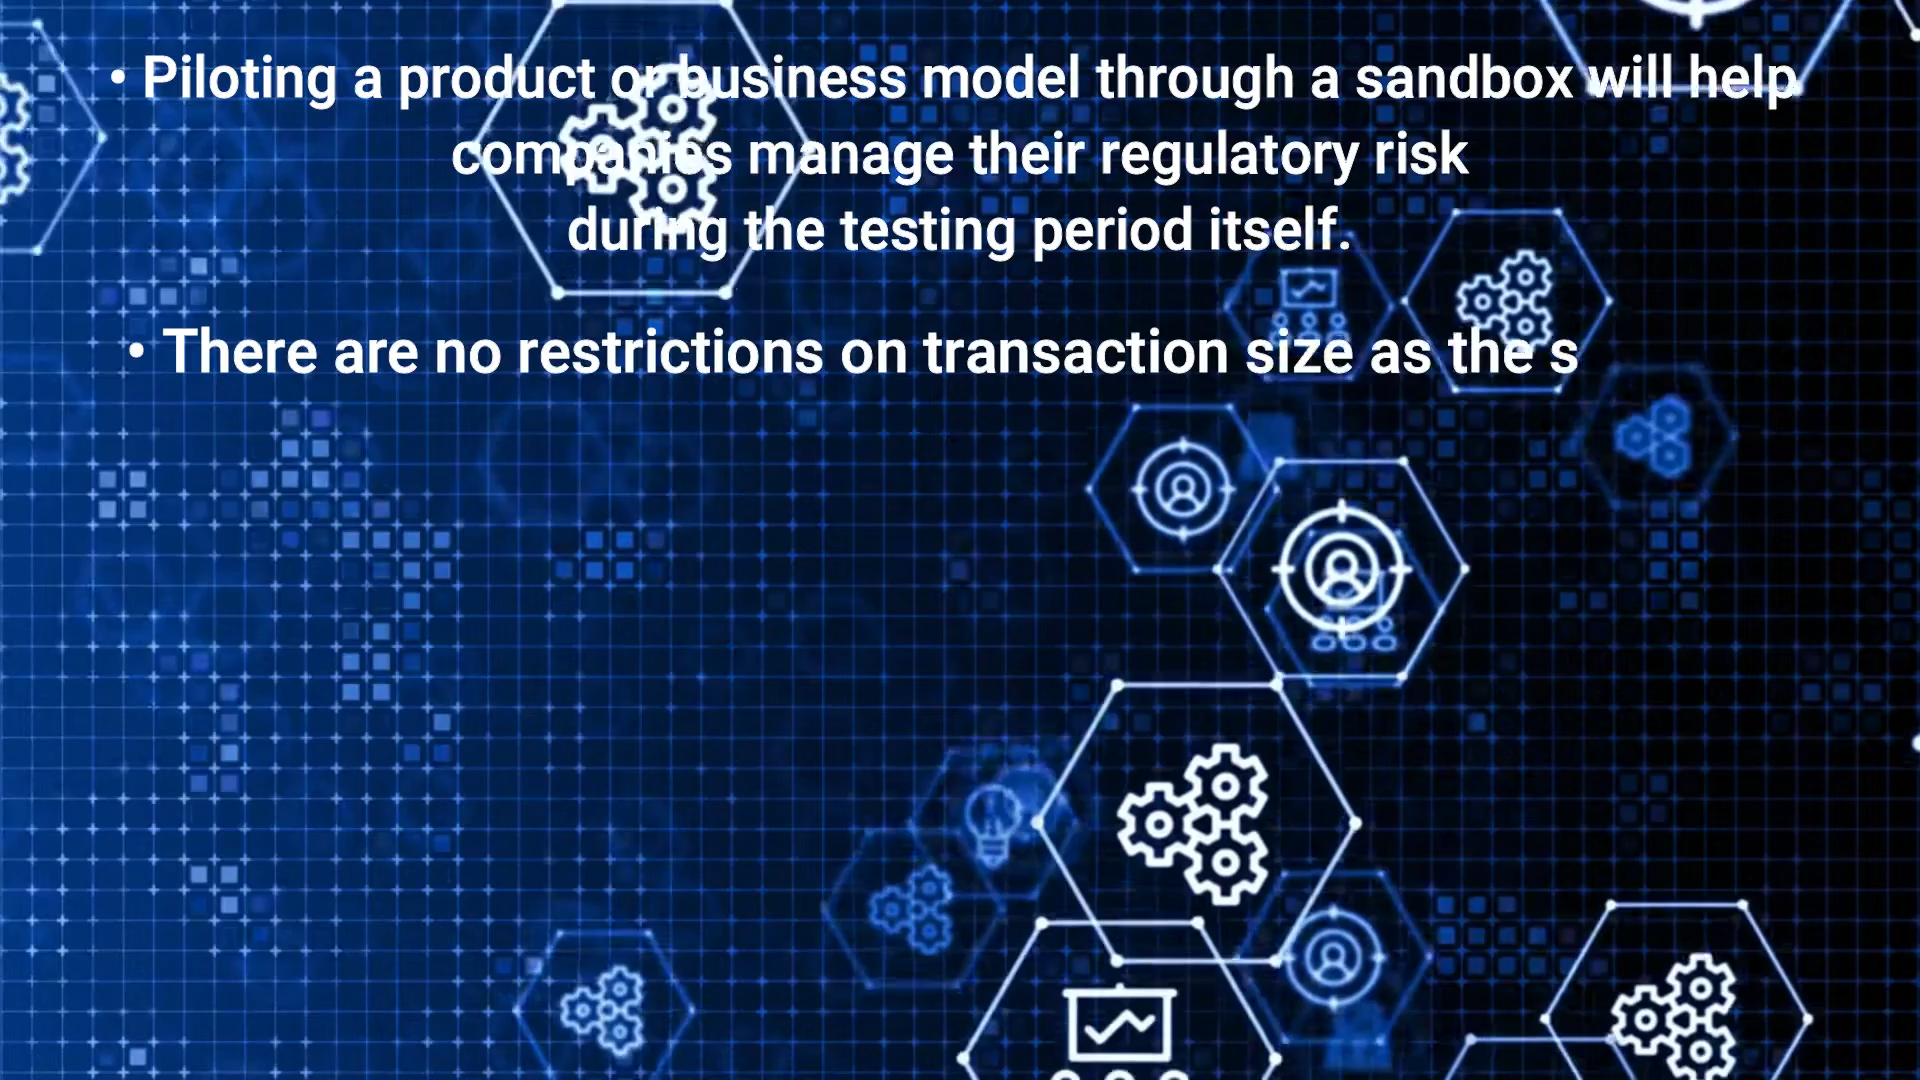 • Piloting a product or business model through a sandbox will help
companies manage their regulatory risk
during the testing period itself.
• There are no restrictions on transaction size as the s